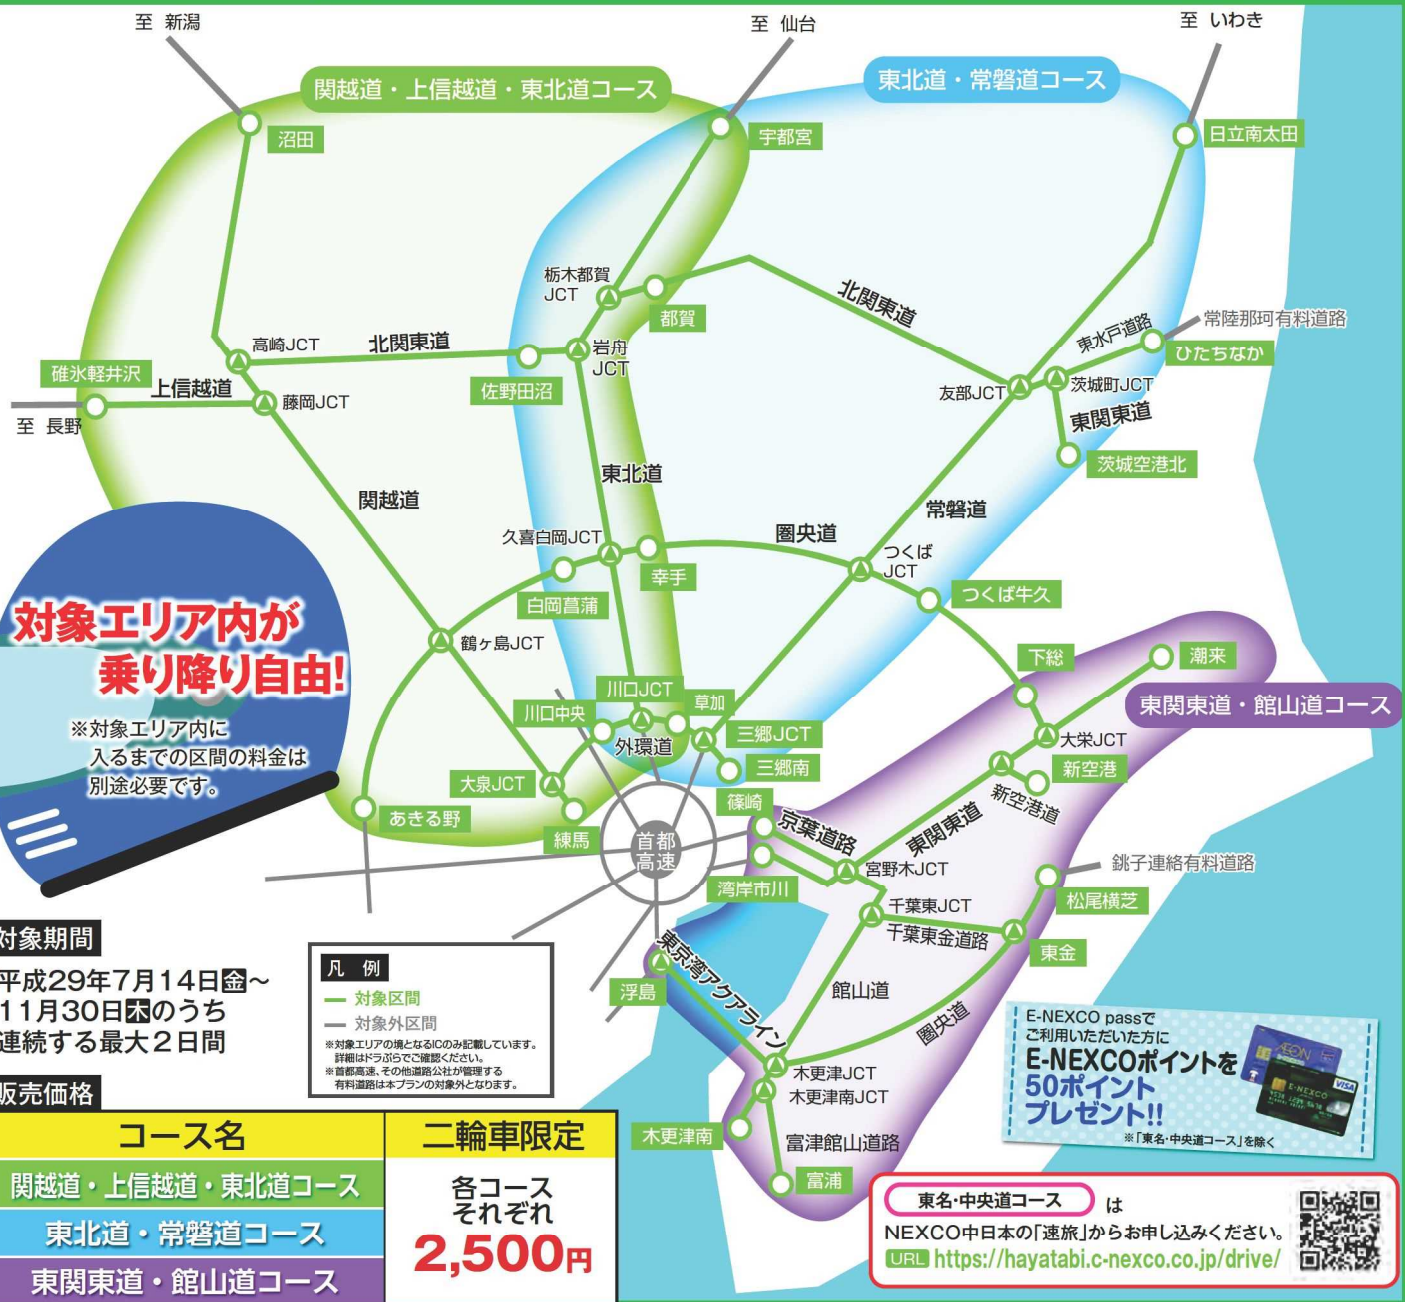 至 新潟
至 仙台
至 いわき
関越道・上信越道・東北道コース
東北道・常磐道コース
沼田
宇都宮
日立南太田
栃木都賀
JCT
都賀
北関東道
常陸那珂有料道路
東水戸道路
ひたちなか
高崎JCT
北関東道
岩舟
JCT
碓氷軽井沢
上信越道
佐野田沼
友部JCT
茨城町JCT
東関東道
藤岡JCT
至 長野
茨城空港北
東北道
関越道
常磐道
久喜白岡JCT
圏央道
つくば
JCT
幸手
白岡菖蒲
つくば牛久
対象エリア内が
乗り降り自由!
※対象エリア内に
入るまでの区間の料金は
別途必要です。
鶴ヶ島JCT
下総
潮来
川口JCT
草加
川口中央
外環道
三郷JCT
三郷南
東関東道・館山道コース
大栄JCT
新空港
新空港道
大泉JCT
あきる野
練馬
首都
高速
篠崎
京葉道路
東関東道
湾岸市川
宮野木JCT
銚子連絡有料道路
松尾横芝
千葉東JCT
千葉東金道路
東金
東京湾アクアライン
浮島
館山道
圏央道
木更津JCT
木更津南JCT
木更津南
富津館山道路
富浦
対象期間
平成29年7月14日金～
11月30日木のうち
連続する最大2日間
凡 例
対象区間
対象外区間
※対象エリアの境となるICのみ記載しています。
詳細はドラぷらでご確認ください。
※首都高速、その他道路公社が管理する
有料道路は本プランの対象外となります。
販売価格
コース名
二輪車限定
関越道・上信越道・東北道コース
東北道・常磐道コース
東関東道・館山道コース
各コース
それぞれ
2,500円
E-NEXCO passで
ご利用いただいた方に
E-NEXCOポイントを
50ポイント
プレゼント!!
※「東名・中央道コース」を除く
AEON
E-NEXCO
VISA
東名・中央道コース は
NEXCO中日本の「速旅」からお申し込みください。
URL https://hayatabi.c-nexco.co.jp/drive/